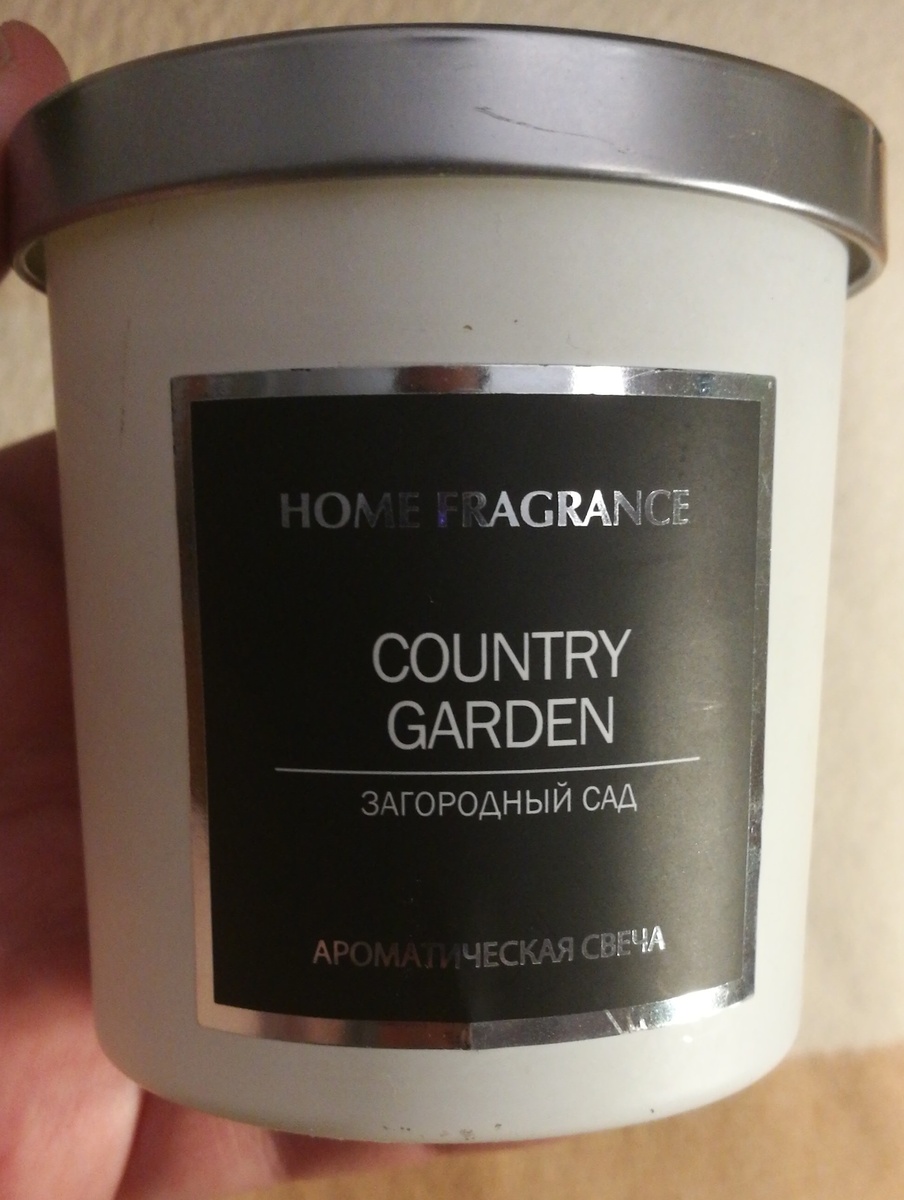 HOME FRAGRANCE
COUNTRY
GARDEN
ЗАГОРОДНЫЙ САД
АРОМАТИЧЕСКАЯ СВЕЧА